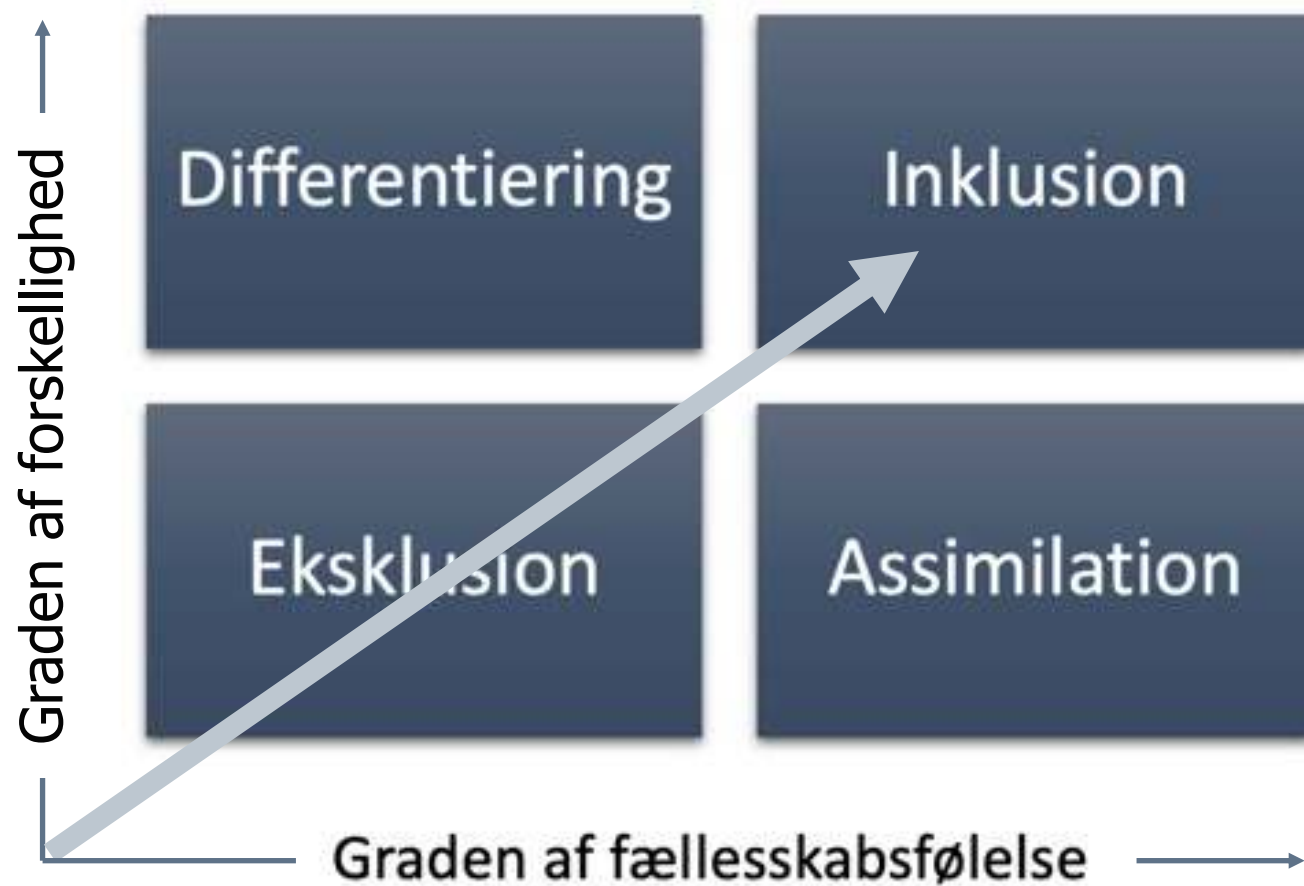 Graden af forskellighed
Differentiering
Inklusion
Eksklusion
Assimilation
Graden af fællesskabsfølelse